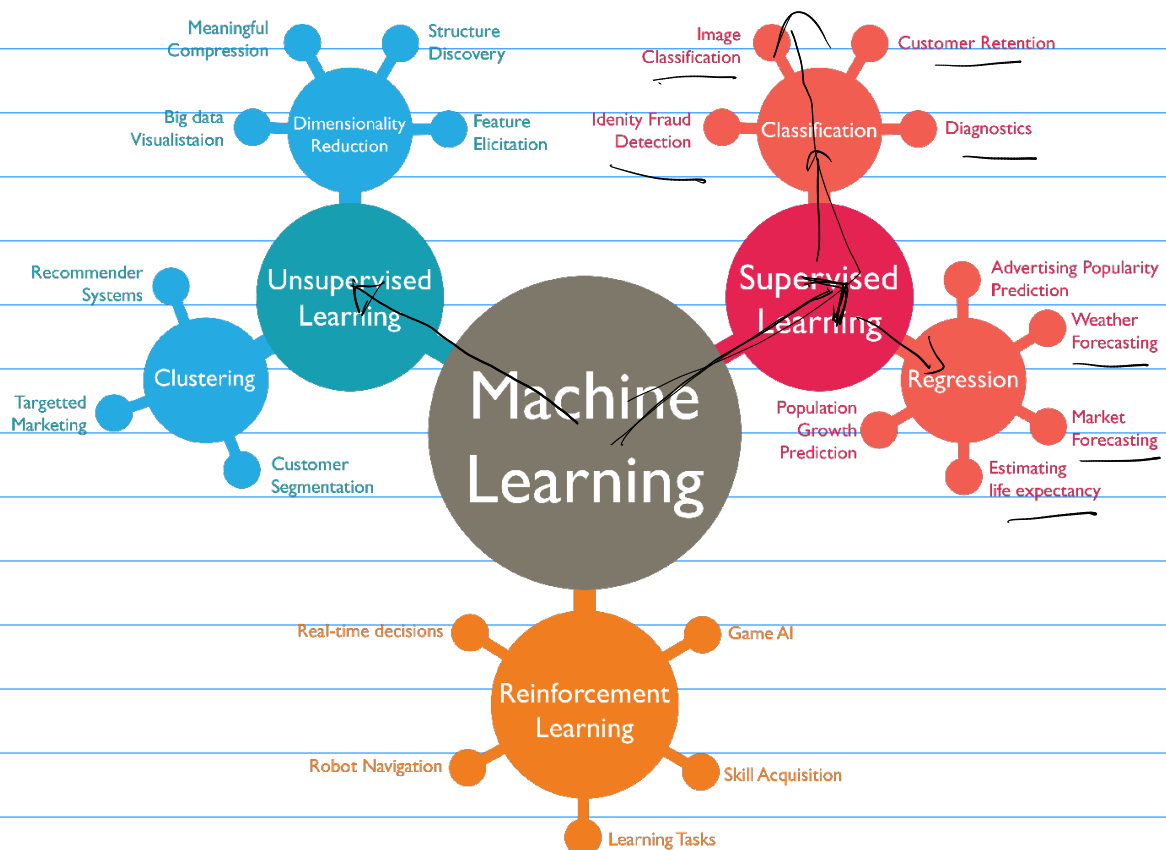 Meaningful
Compression
Structure
Discovery
Big data
Visualistaion
Dimensionality
Reduction
Feature
Elicitation
Image
Classification
Customer Retention
Idenity Fraud
Detection
Classification
Diagnostics
Unsupervised
Learning
Supervised
Learning
Recommender
Systems
Clustering
Targetted
Marketing
Customer
Segmentation
Machine
Learning
Advertising Popularity
Prediction
Weather
Forecasting
Regression
Population
Growth
Prediction
Market
Forecasting
Estimating
life expectancy
Real-time decisions
Game AI
Reinforcement
Learning
Robot Navigation
Skill Acquisition
Learning Tasks